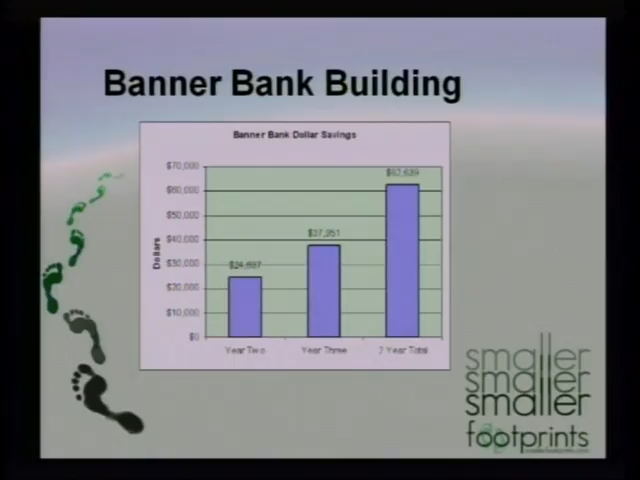 Banner Bank Building
Banner Bank Dollar Savings
$70,000
$60,000
$50,000
$40,000
$30,000
$20,000
$10,000
$0
Dollars
$24,687
$37,951
$62,639
Year Two
Year Three
2 Year Total
smaller
smaller
smaller
footprints